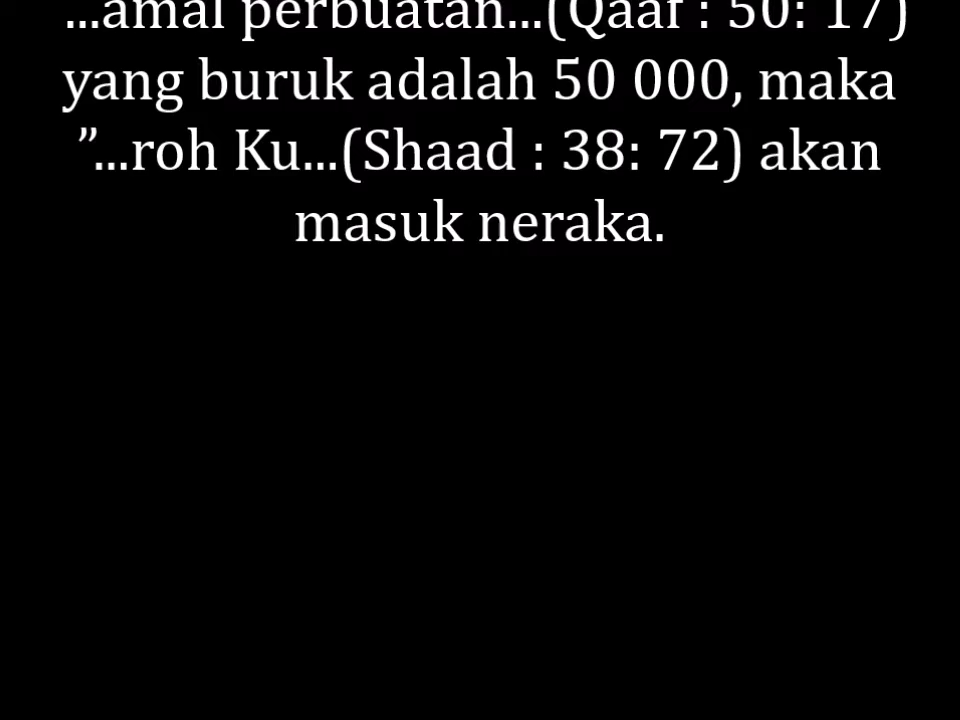 ...amal perbuatan...(Qaaf : 50: 17)
yang buruk adalah 50 000, maka
”...roh Ku...(Shaad : 38: 72) akan
masuk neraka.